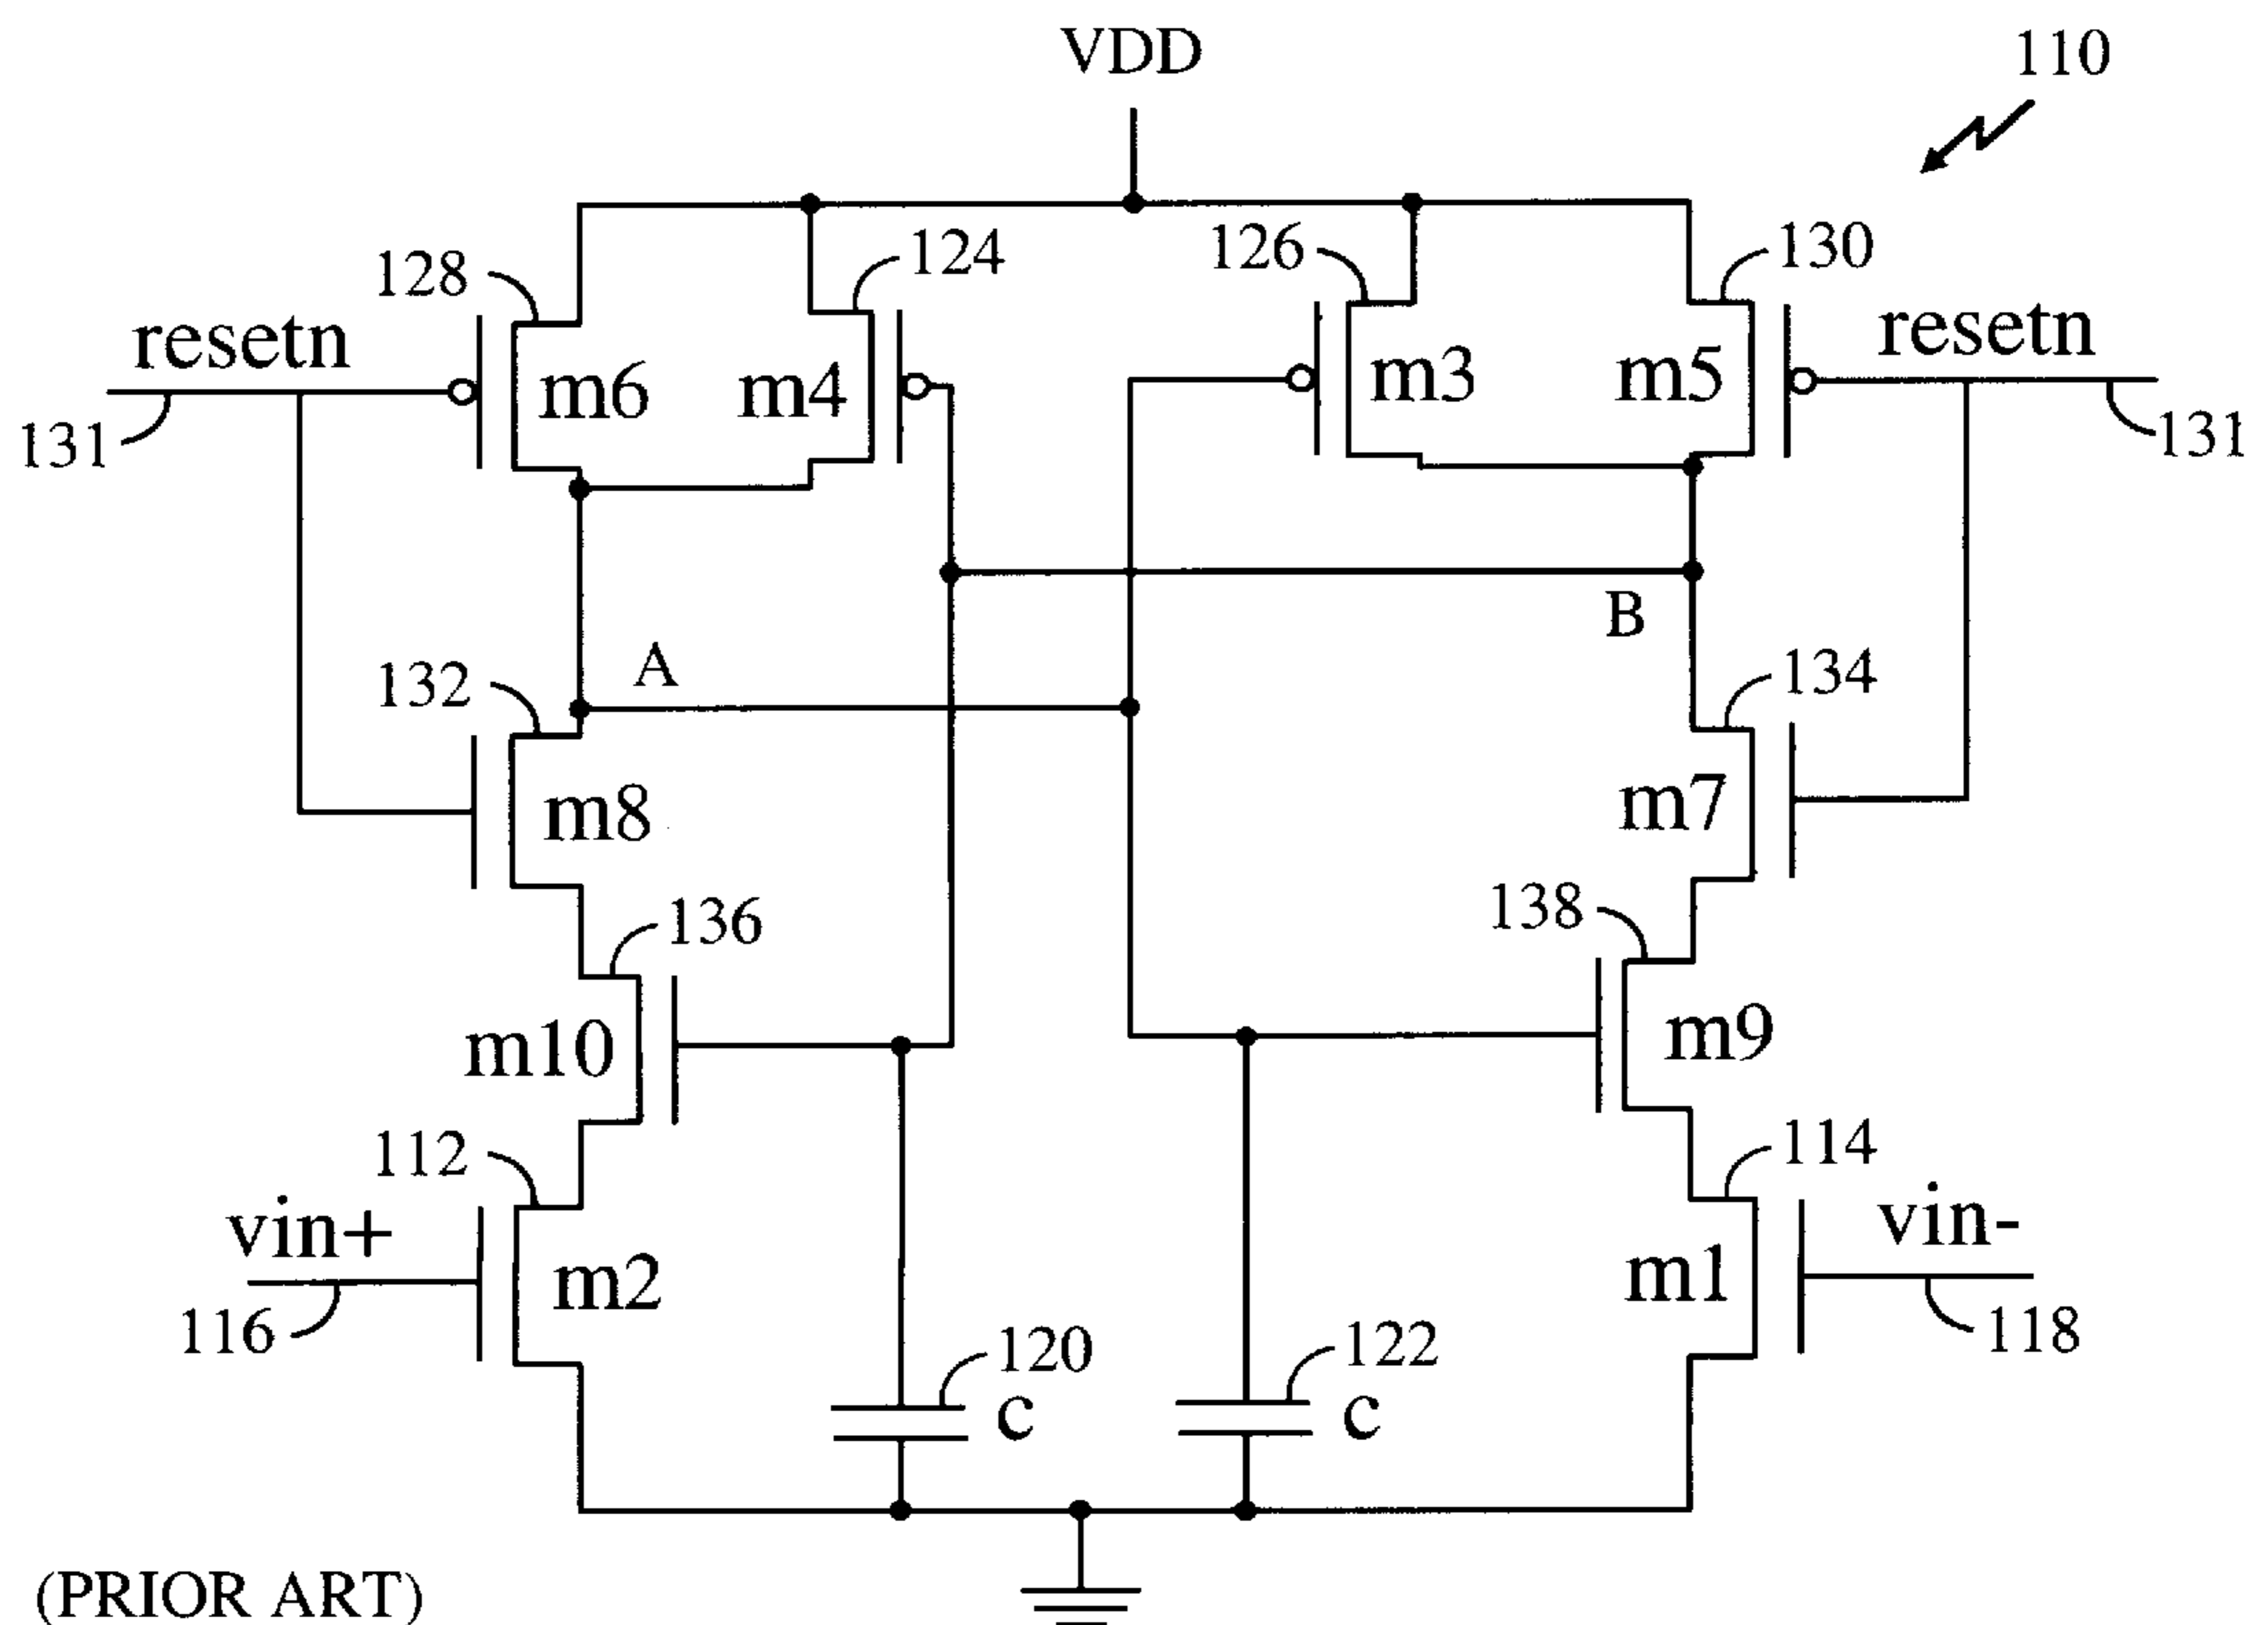 VDD
110
128
124
126
130
resetn
m6
m4
m3
m5
resetn
131
131
B
A
132
134
m8
m7
136
138
m10
m9
112
114
vin+
vin-
m2
m1
116
118
120
122
c
c
(PRIOR ART)